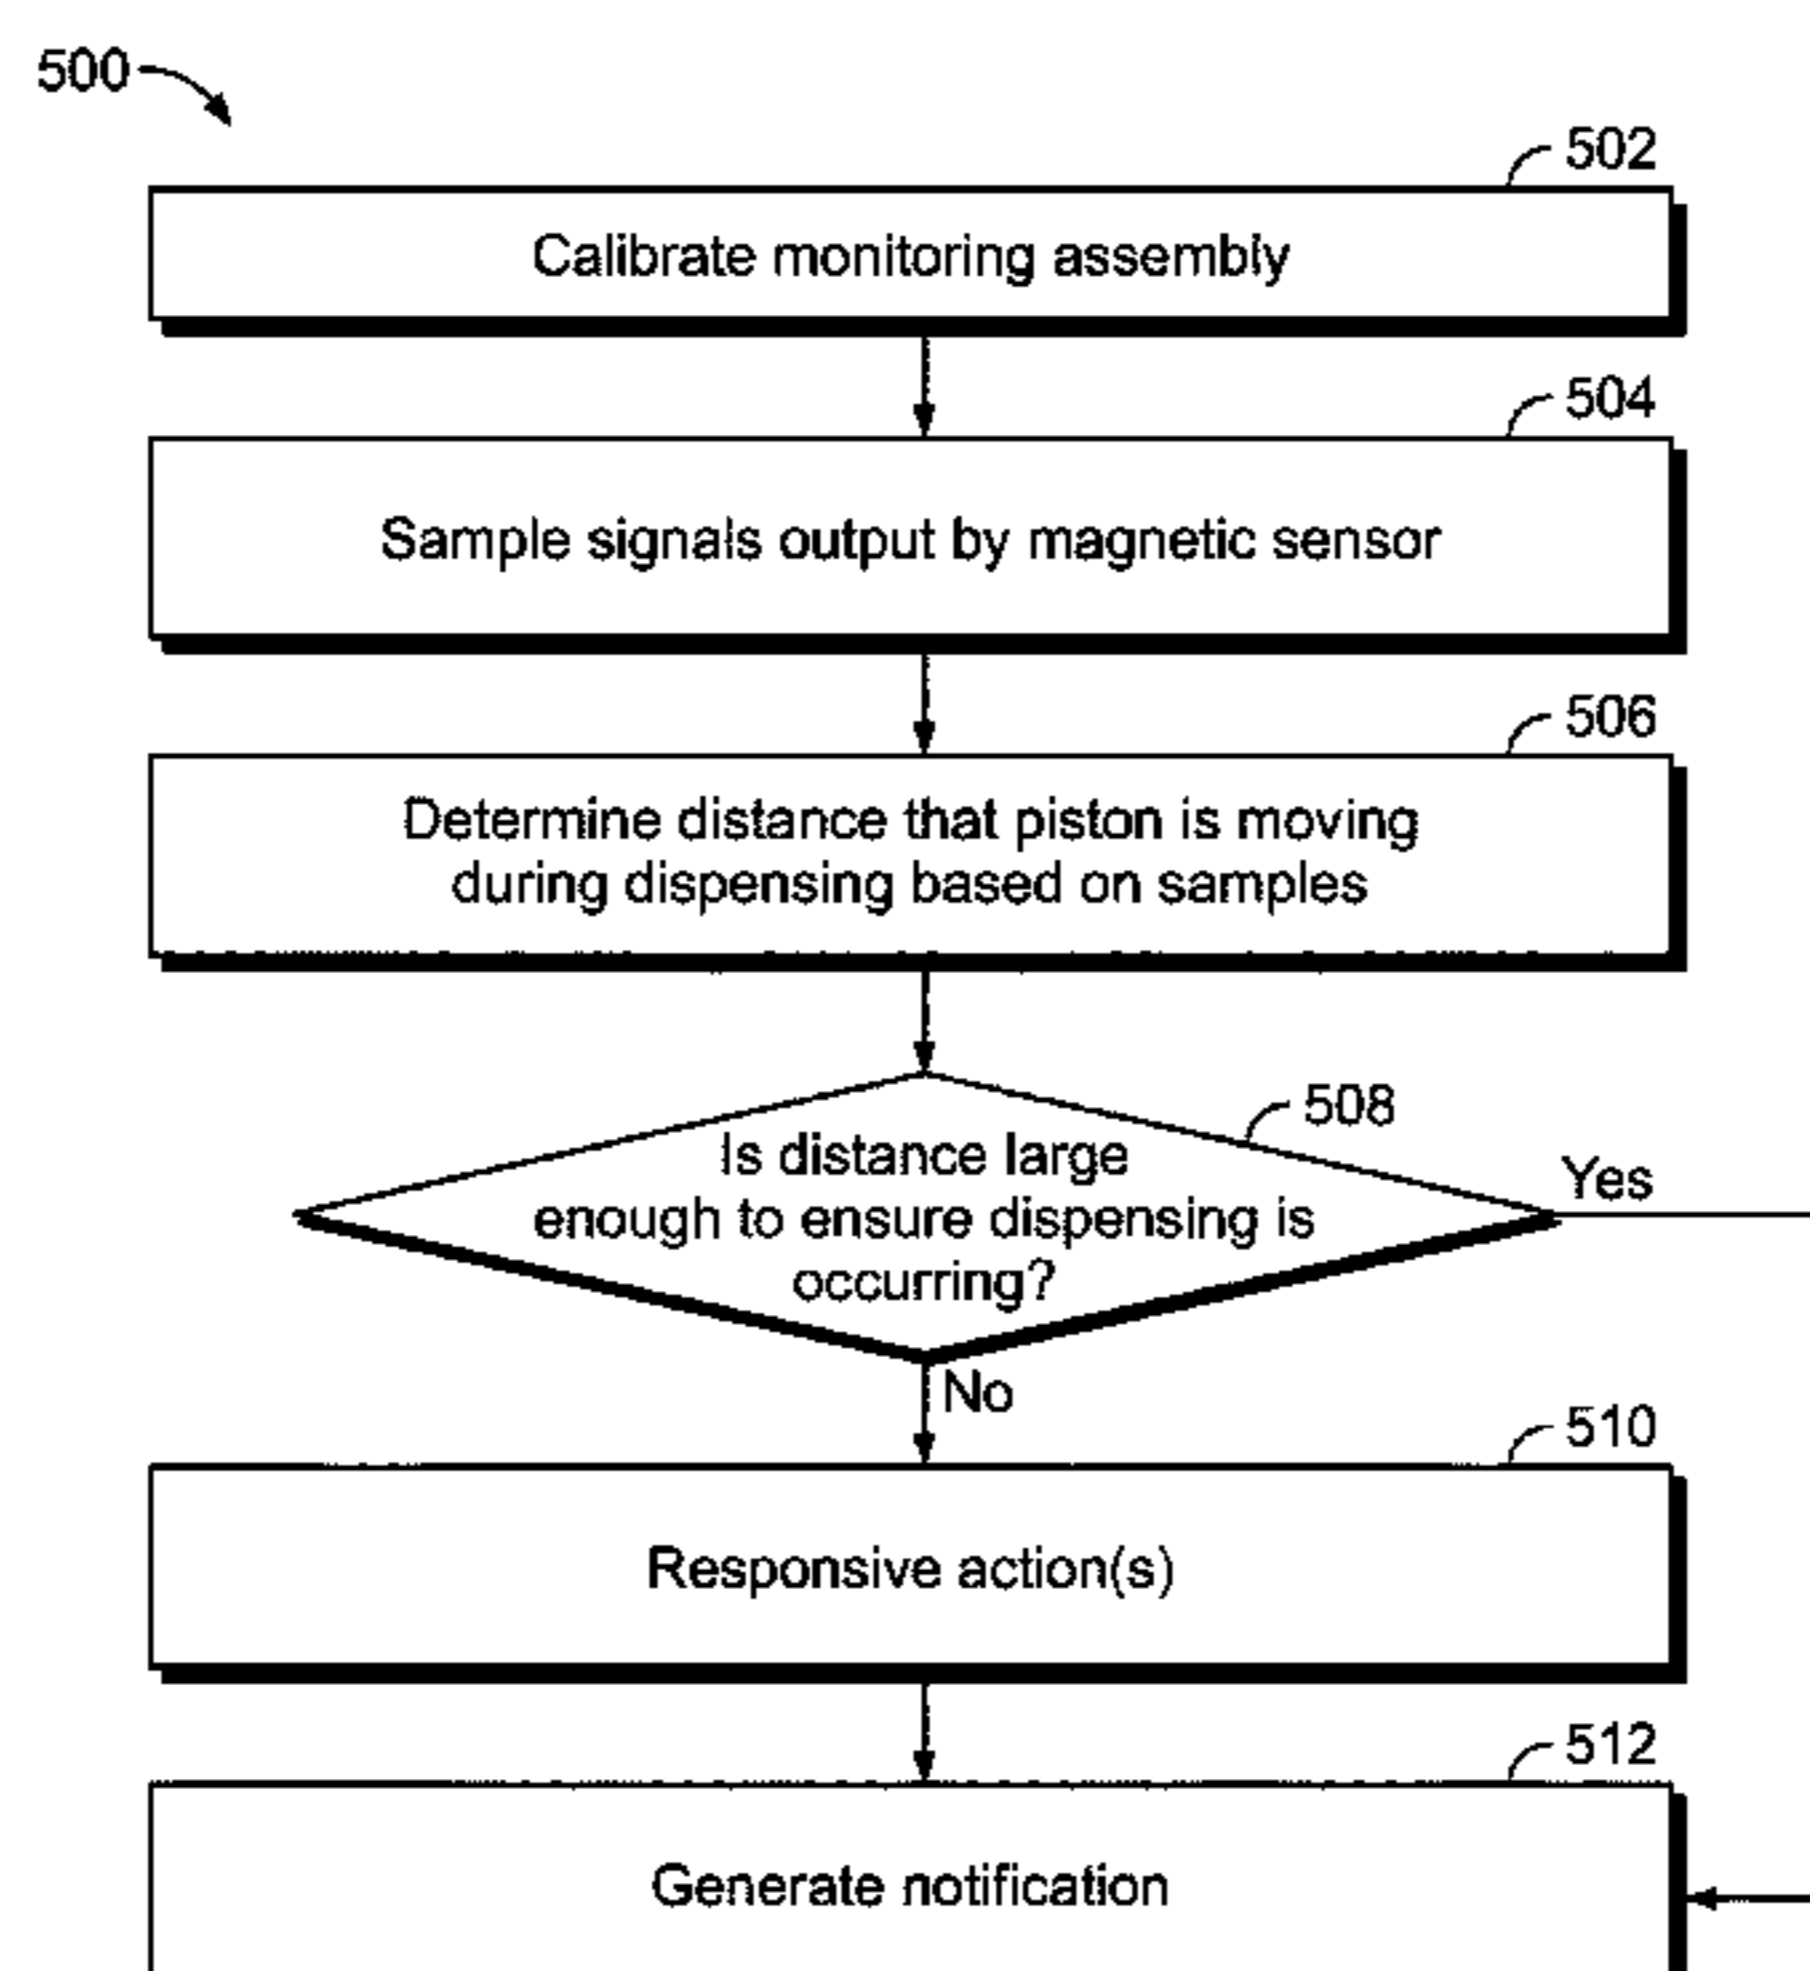 500
502
Calibrate monitoring assembly
504
Sample signals output by magnetic sensor
506
Determine distance that piston is moving
during dispensing based on samples
508
Is distance large
enough to ensure dispensing is
occurring?
Yes
No
510
Responsive action(s)
512
Generate notification